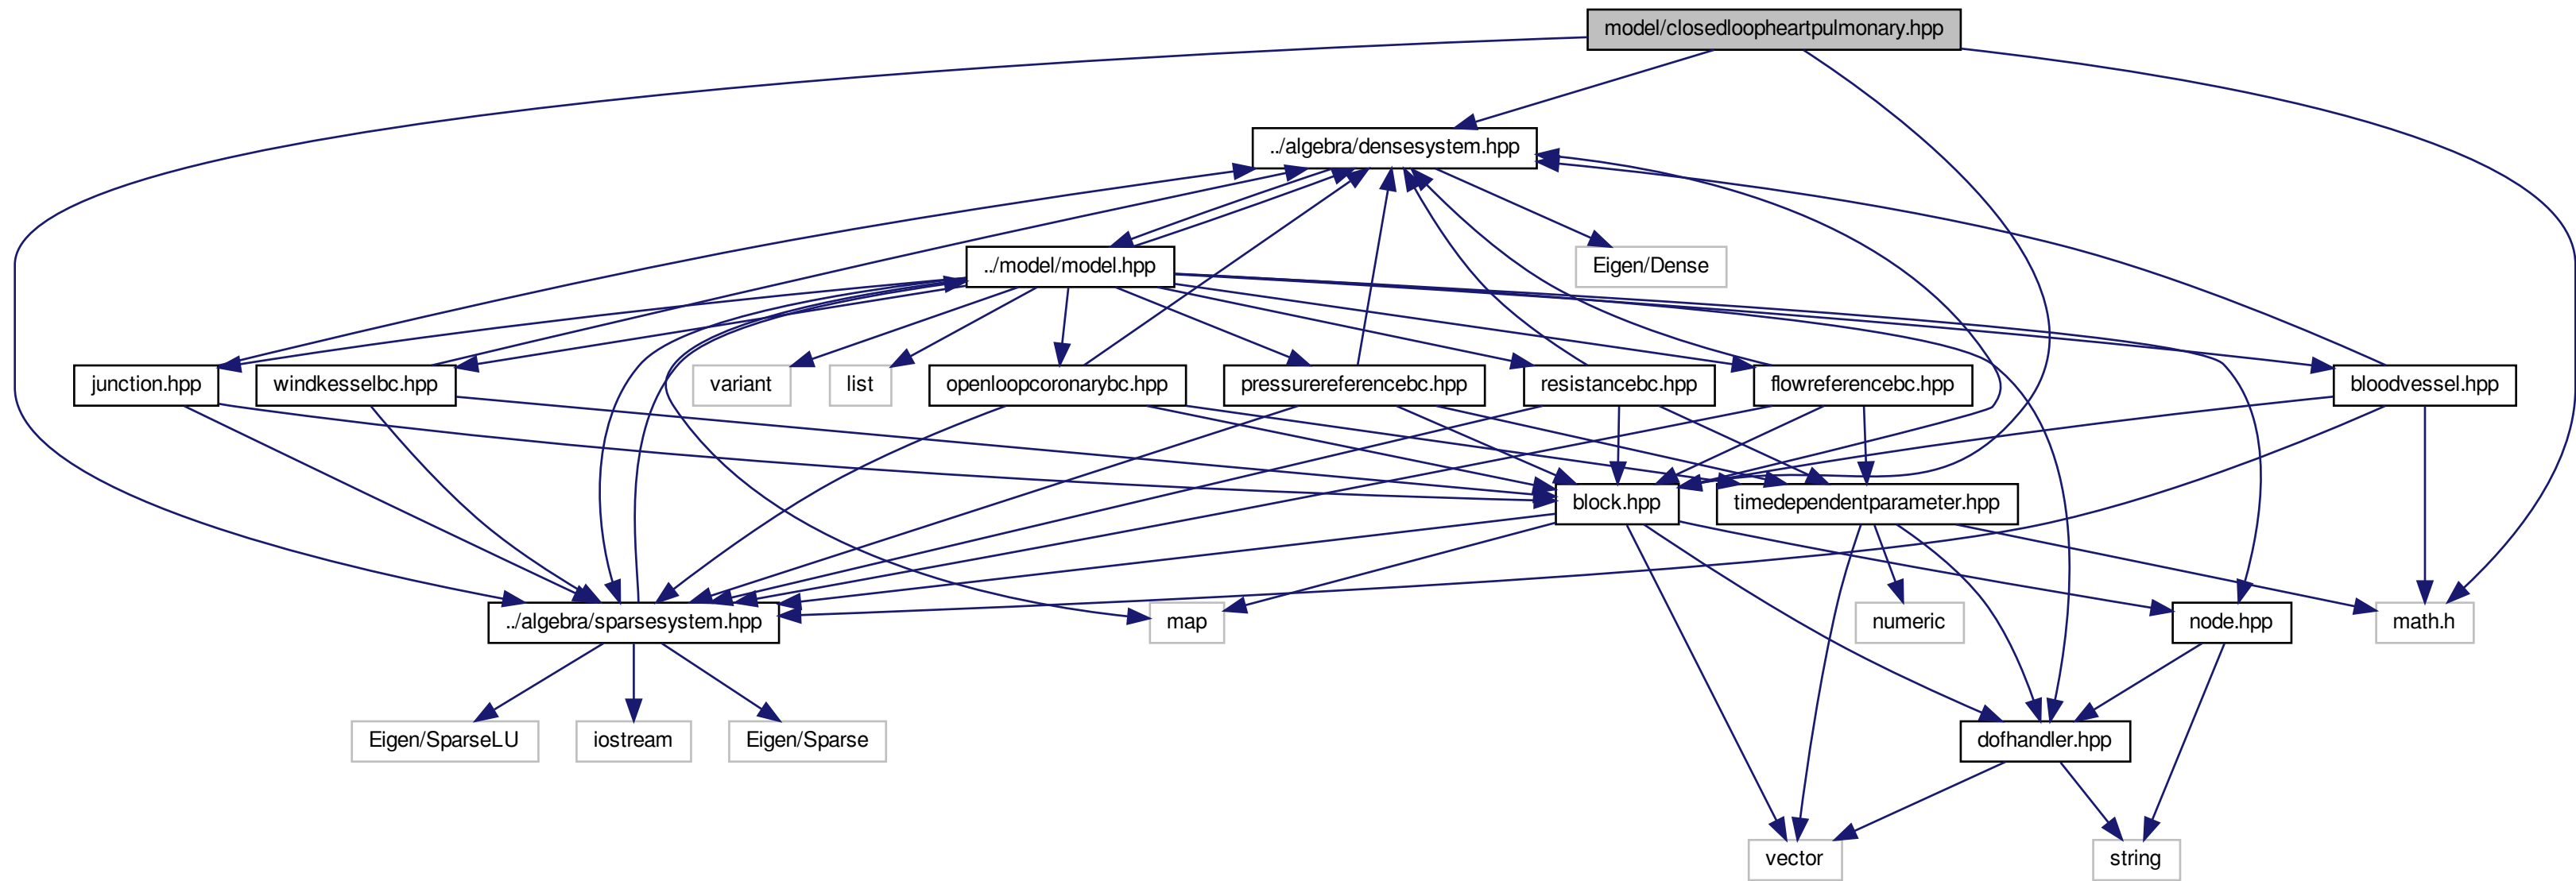 model/closedloopheartpulmonary.hpp
../algebra/densesystem.hpp
../model/model.hpp
Eigen/Dense
junction.hpp
windkesselbc.hpp
variant
list
openloopcoronarybc.hpp
pressurereferencebc.hpp
resistancebc.hpp
flowreferencebc.hpp
bloodvessel.hpp
block.hpp
timedependentparameter.hpp
../algebra/sparsesystem.hpp
map
numeric
node.hpp
math.h
Eigen/SparseLU
iostream
Eigen/Sparse
dofhandler.hpp
vector
string